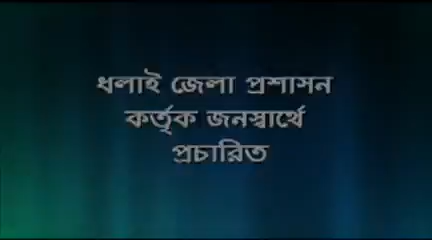 ধলাই জেলা প্রশাসন
কর্তৃক জনস্বার্থে
প্রচারিত